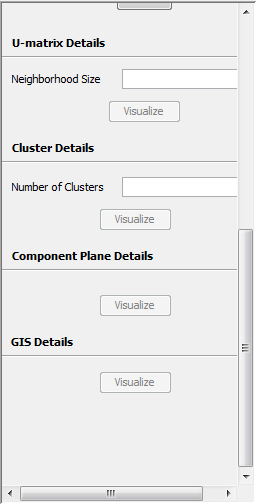 U-matrix Details
Neighborhood Size
Visualize
Cluster Details
Number of Clusters
Visualize
Component Plane Details
Visualize
GIS Details
Visualize